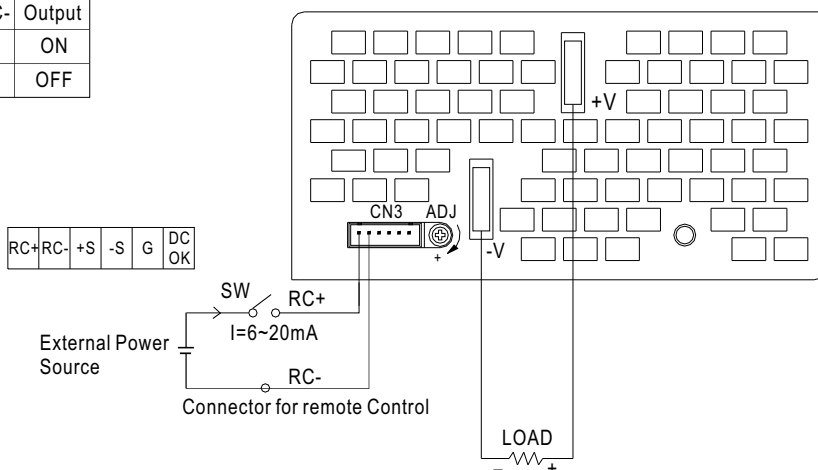 C- Output
ON
OFF
+V
CN3 ADJ
+
-V
RC+ RC- +S -S G DC OK
SW
RC+
I=6~20mA
External Power
Source
RC-
Connector for remote Control
LOAD
- +